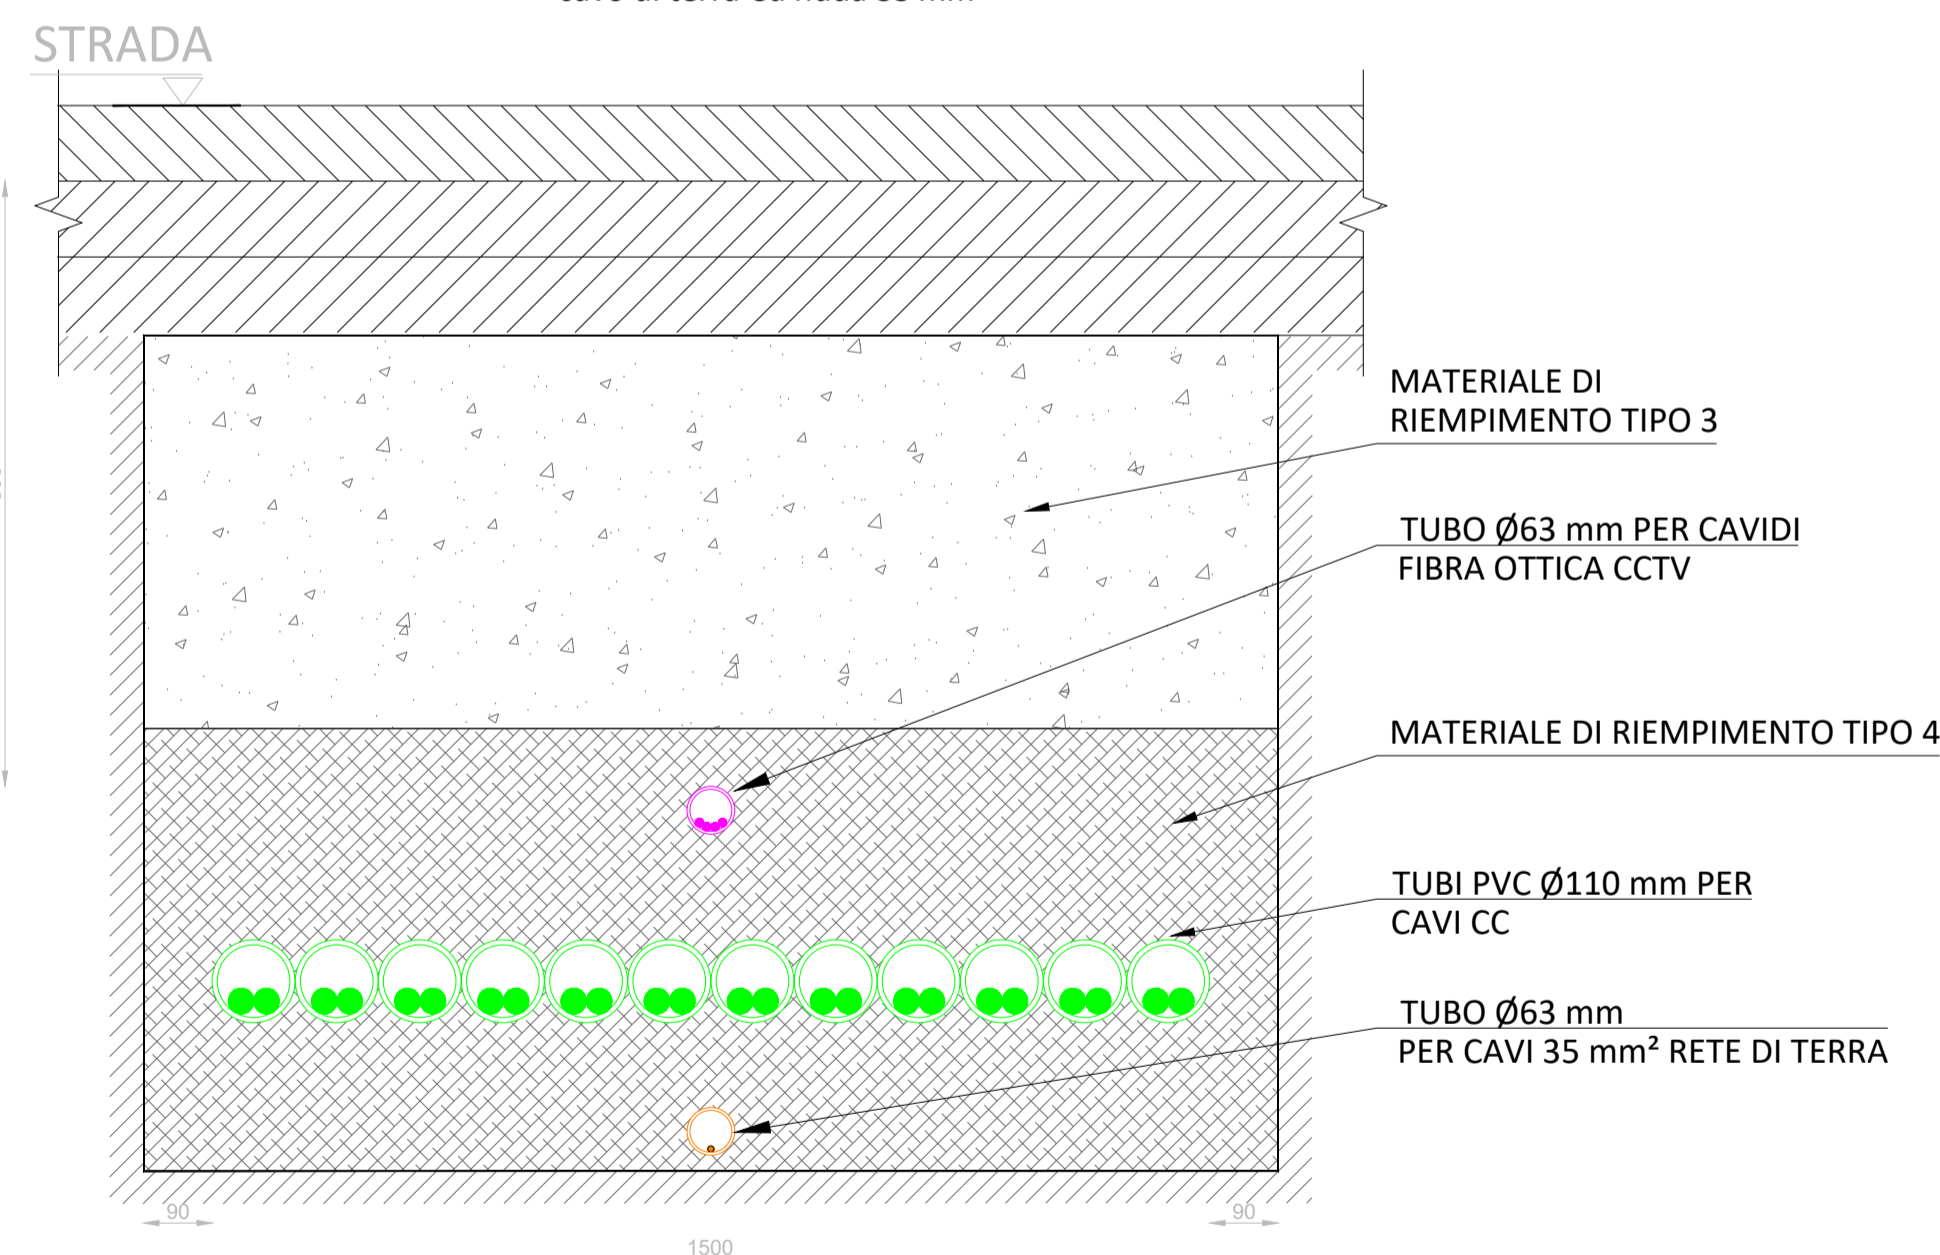 STRADA
MATERIALE DI
RIEMPIMENTO TIPO 3
TUBO Ø63 mm PER CAVIDI
FIBRA OTTICA CCTV
MATERIALE DI RIEMPIMENTO TIPO 4
TUBI PVC Ø110 mm PER
CAVI CC
TUBO Ø63 mm
PER CAVI 35 mm² RETE DI TERRA
90
90
1500